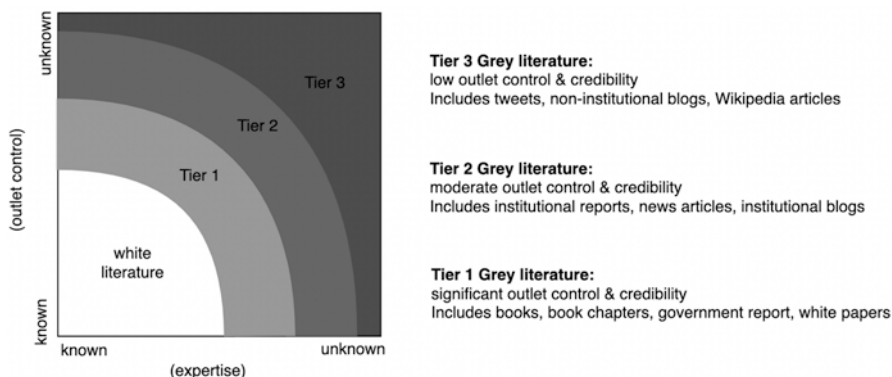 unknown
(outlet control)
known
Tier 3
Tier 2
Tier 1
white
literature
known
unknown
(expertise)
Tier 3 Grey literature:
low outlet control & credibility
Includes tweets, non-institutional blogs, Wikipedia articles
Tier 2 Grey literature:
moderate outlet control & credibility
Includes institutional reports, news articles, institutional blogs
Tier 1 Grey literature:
significant outlet control & credibility
Includes books, book chapters, government report, white papers